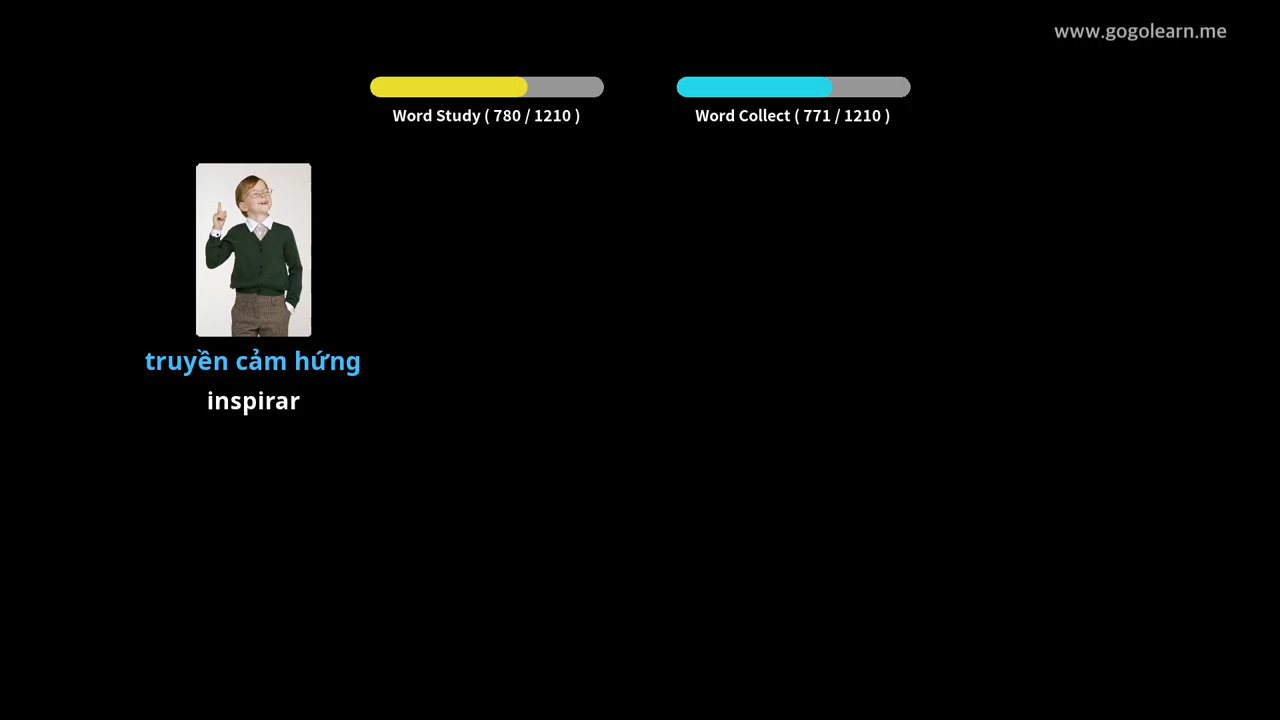 www.gogolearn.me
Word Study ( 780 / 1210 )
Word Collect ( 771 / 1210 )
truyền cảm hứng
inspirar